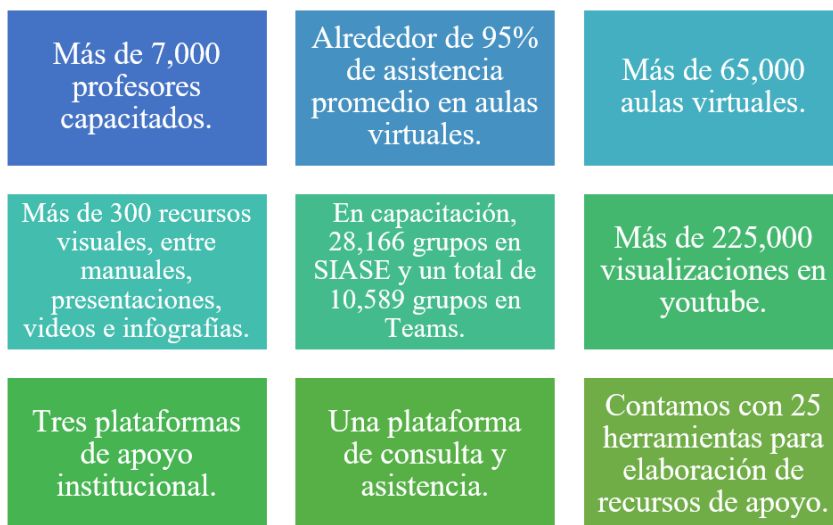 Más de 7,000
profesores
capacitados.
Alrededor de 95%
de asistencia
promedio en aulas
virtuales.
Más de 65,000
aulas virtuales.
Más de 300 recursos
visuales, entre
manuales,
presentaciones,
videos e infografías.
En capacitación,
28,166 grupos en
SIASE y un total de
10,589 grupos en
Teams.
Más de 225,000
visualizaciones en
youtube.
Tres plataformas
de apoyo
institucional.
Una plataforma
de consulta y
asistencia.
Contamos con 25
herramientas para
elaboración de
recursos de apoyo.